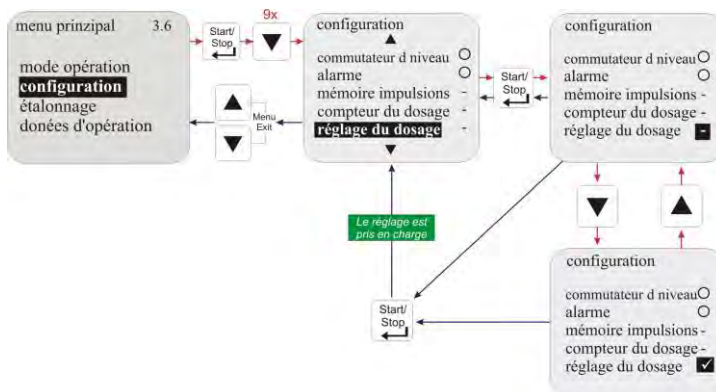 menu prinzipal 3.6
mode opération
configuration
étalonnage
donées d'opération
Start/
Stop
9x
Menu
Exit
configuration
commutateur d niveau
alarme
mémoire impulsions -
compteur du dosage -
réglage du dosage -
Start/
Stop
configuration
commutateur d niveau
alarme
mémoire impulsions -
compteur du dosage -
réglage du dosage -
Le réglage est
pris en charge
Start/
Stop
configuration
commutateur d niveau
alarme
mémoire impulsions -
compteur du dosage -
réglage du dosage ✓